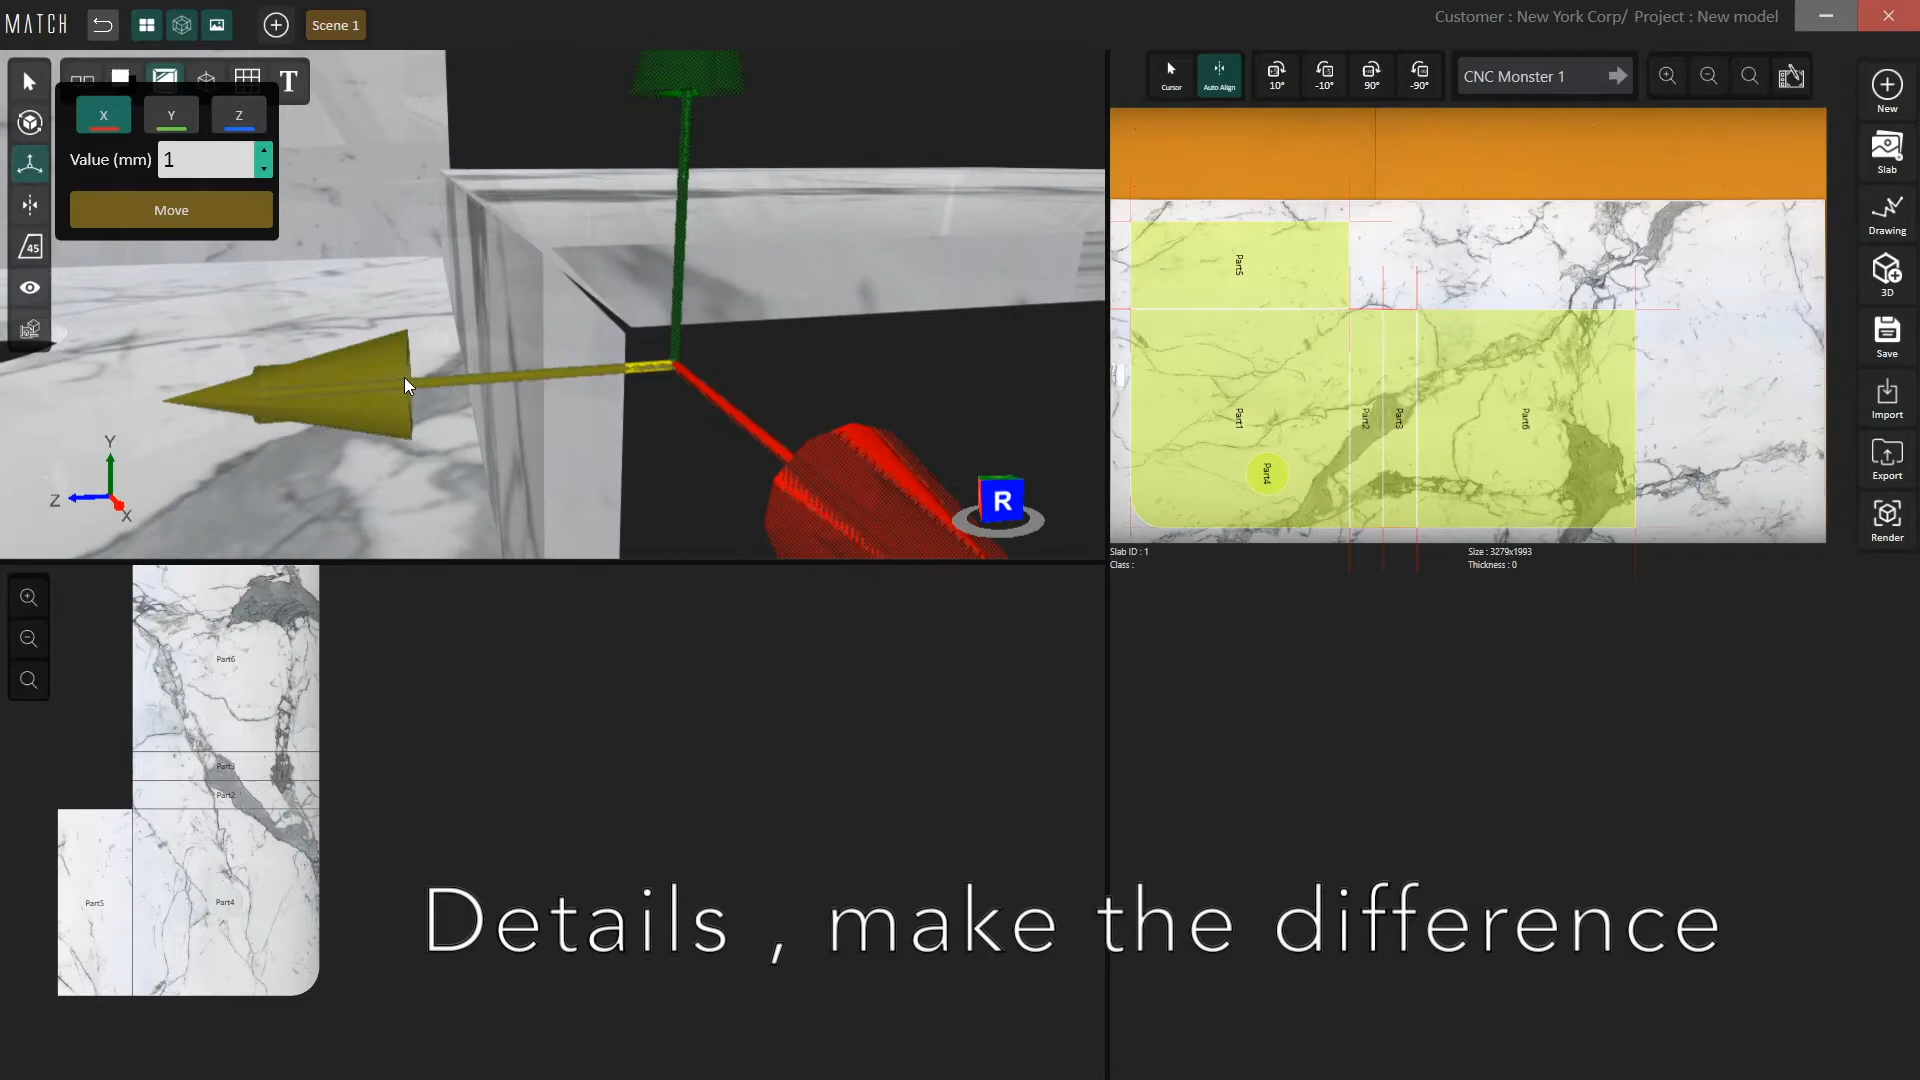 MATCH
Scene 1
Customer : New York Corp/ Project : New model
T
X
Y
Z
Value (mm)
1
Move
45
Y
Z
X
R
Cursor
Auto Align
10°
-10°
90°
-90°
CNC Monster 1
New
Slab
Drawing
3D
Save
Import
Export
Render
Part5
Part1
Part2
Part3
Part6
Part4
Slab ID : 1
Class :
Size : 3279x1993
Thickness : 0
Part6
Part3
Part2
Part5
Part4
Details , make the difference